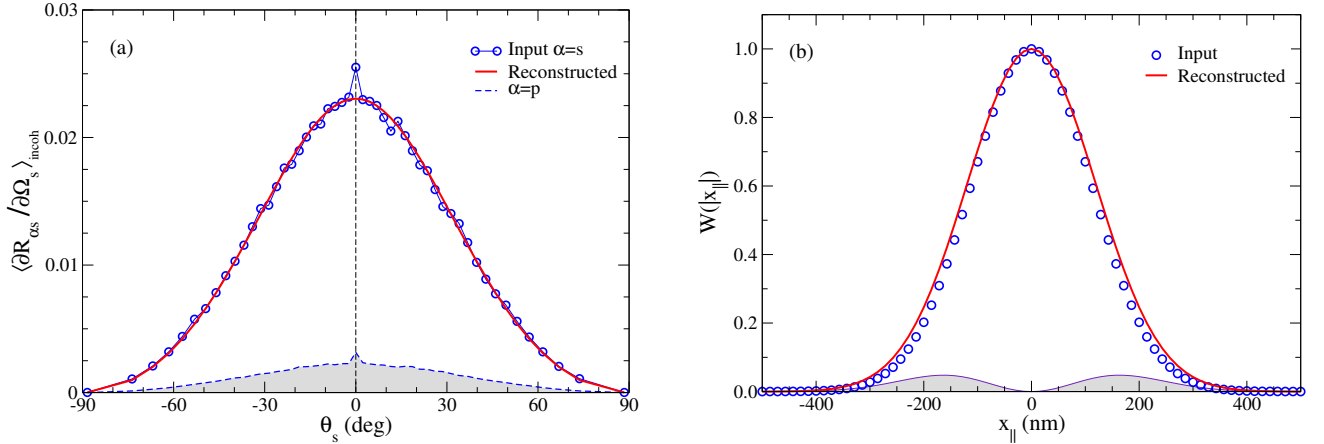 (a)
Input α=s
Reconstructed
α=p
0.03
0.02
0.01
0
⟨∂R_αs /∂Ω_s⟩_incoh
-90
-60
-30
0
30
60
90
θ_s (deg)
(b)
Input
Reconstructed
1.0
0.8
0.6
0.4
0.2
0.0
W(|x_∥|)
-400
-200
0
200
400
x_∥ (nm)